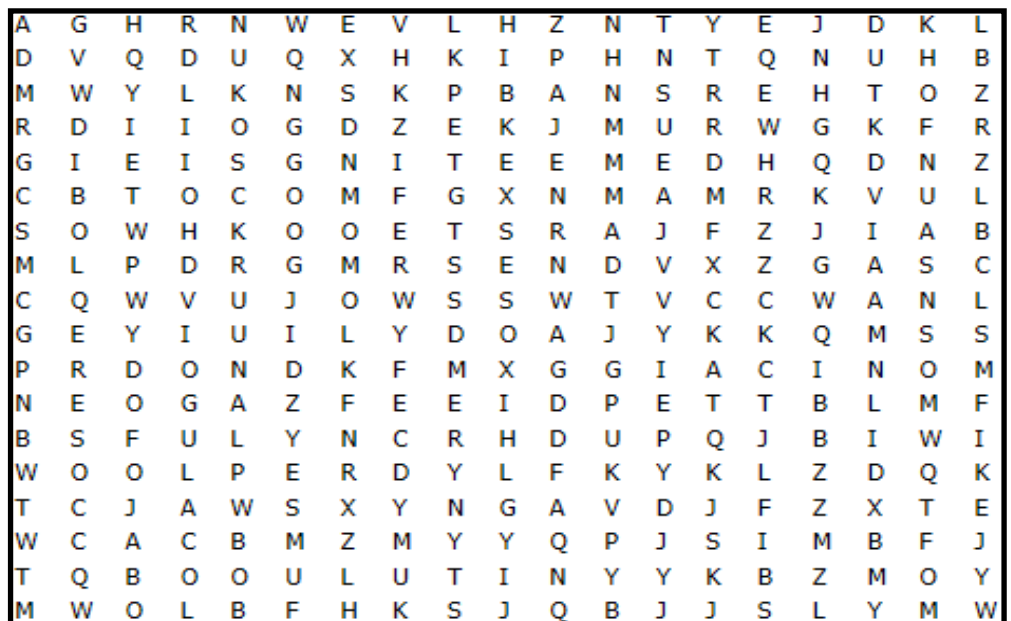 A G H R N W E V L H Z N T Y E J D K L
D V Q D U Q X H K I P H N T Q N U H B
M W Y L K N S K P B A N S R E H T O Z
R D I I O G D Z E K J M U R W G K F R
G I E I S G N I T E E M E D H Q D N Z
C B T O C O M F G X N M A M R K V U L
S O W H K O O E T S R A J F Z J I A B
M L P D R G M R S E N D V X Z G A S C
C Q W V U J O W S S W T V C C W A N L
G E Y I U I L Y D O A J Y K K Q M S S
P R D O N D K F M X G G I A C I N O M
N E O G A Z F E E I D P E T T B L M F
B S F U L Y N C R H D U P Q J B I W I
W O O L P E R D Y L F K Y K L Z D Q K
T C J A W S X Y N G A V D J F Z X T E
W C A C B M Z M Y Y Q P J S I M B F J
T Q B O O U L U T I N Y Y K B Z M O Y
M W O L B F H K S J Q B J J S L Y M W